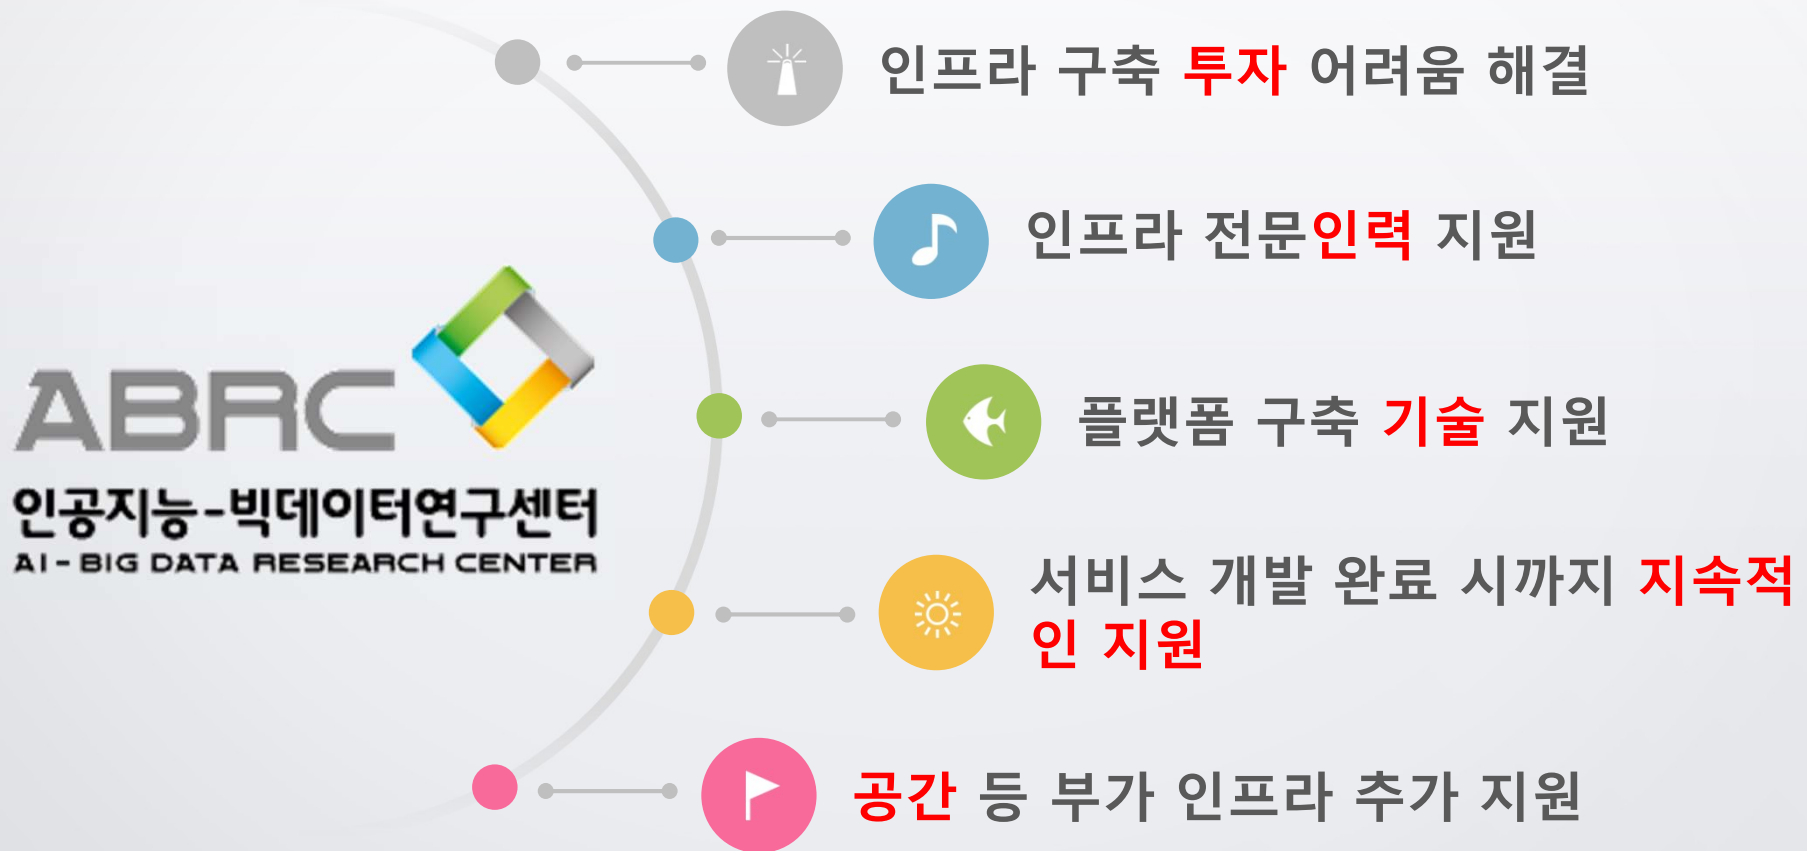 인프라 구축 투자 어려움 해결
인프라 전문인력 지원
ABRC
인공지능-빅데이터연구센터
AI-BIG DATA RESEARCH CENTER
플랫폼 구축 기술 지원
서비스 개발 완료 시까지 지속적
인 지원
공간 등 부가 인프라 추가 지원